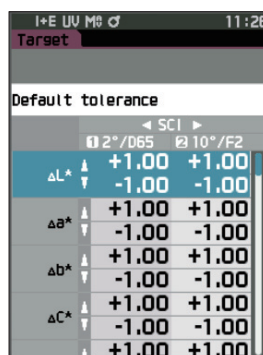 I+E UV M⚥ ♂ 11:28
Target
Default tolerance
◀ SCI ▶
1 2°/D65 2 10°/F2
ΔL* ▲ +1.00 +1.00
▼ -1.00 -1.00
Δa* ▲ +1.00 +1.00
▼ -1.00 -1.00
Δb* ▲ +1.00 +1.00
▼ -1.00 -1.00
ΔC* ▲ +1.00 +1.00
▼ -1.00 -1.00
+1.00 +1.00